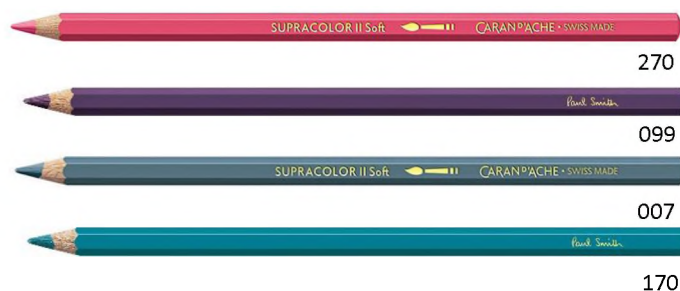 SUPRACOLOR II Soft CARAN D'ACHE • SWISS MADE
270
Paul Smith
099
SUPRACOLOR II Soft CARAN D'ACHE • SWISS MADE
007
Paul Smith
170